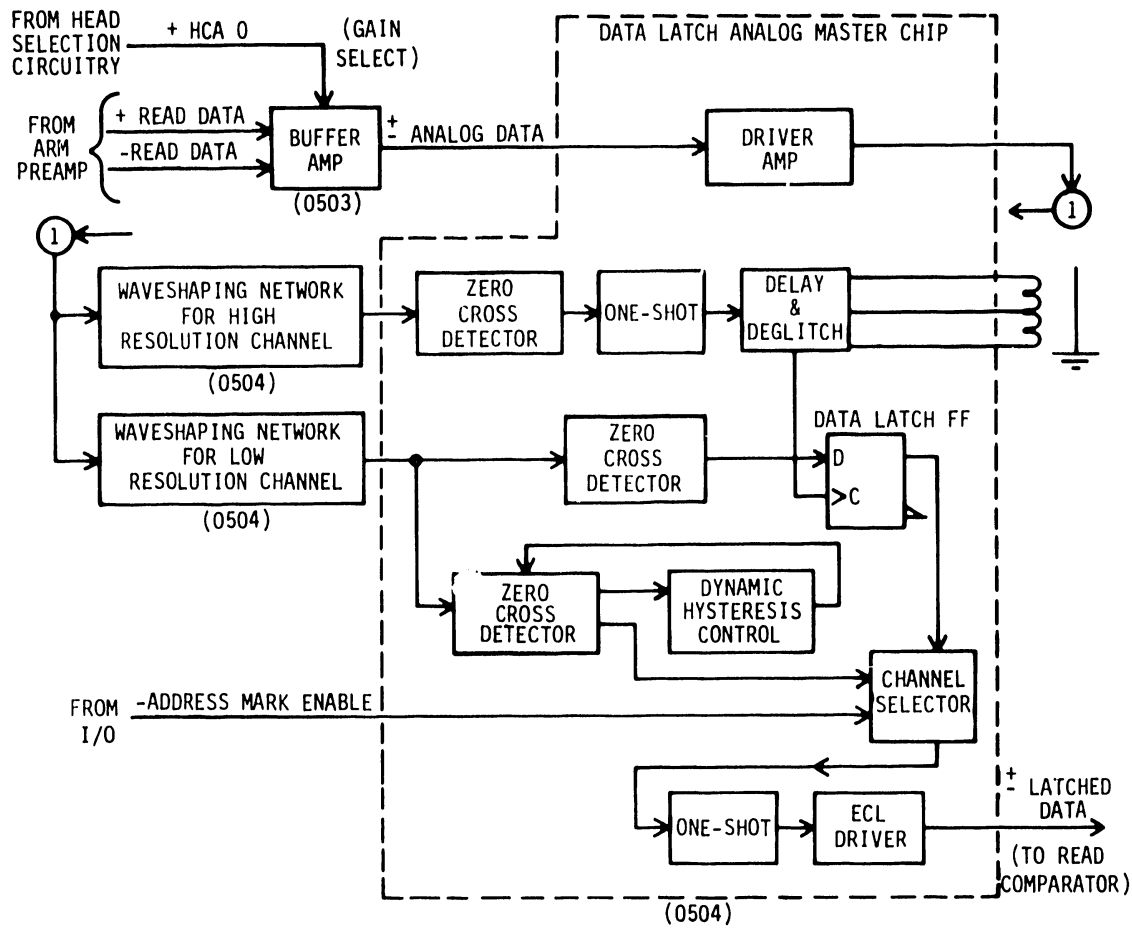 FROM HEAD
SELECTION
CIRCUITRY
+ HCA 0
(GAIN
SELECT)
DATA LATCH ANALOG MASTER CHIP
FROM
ARM
PREAMP
+ READ DATA
-READ DATA
BUFFER
AMP
(0503)
± ANALOG DATA
DRIVER
AMP
1
1
WAVESHAPING NETWORK
FOR HIGH
RESOLUTION CHANNEL
(0504)
ZERO
CROSS
DETECTOR
ONE-SHOT
DELAY
&
DEGLITCH
WAVESHAPING NETWORK
FOR LOW
RESOLUTION CHANNEL
(0504)
ZERO
CROSS
DETECTOR
DATA LATCH FF
D
>C
ZERO
CROSS
DETECTOR
DYNAMIC
HYSTERESIS
CONTROL
CHANNEL
SELECTOR
FROM
I/O
-ADDRESS MARK ENABLE
ONE-SHOT
ECL
DRIVER
± LATCHED
DATA
(TO READ
COMPARATOR)
(0504)